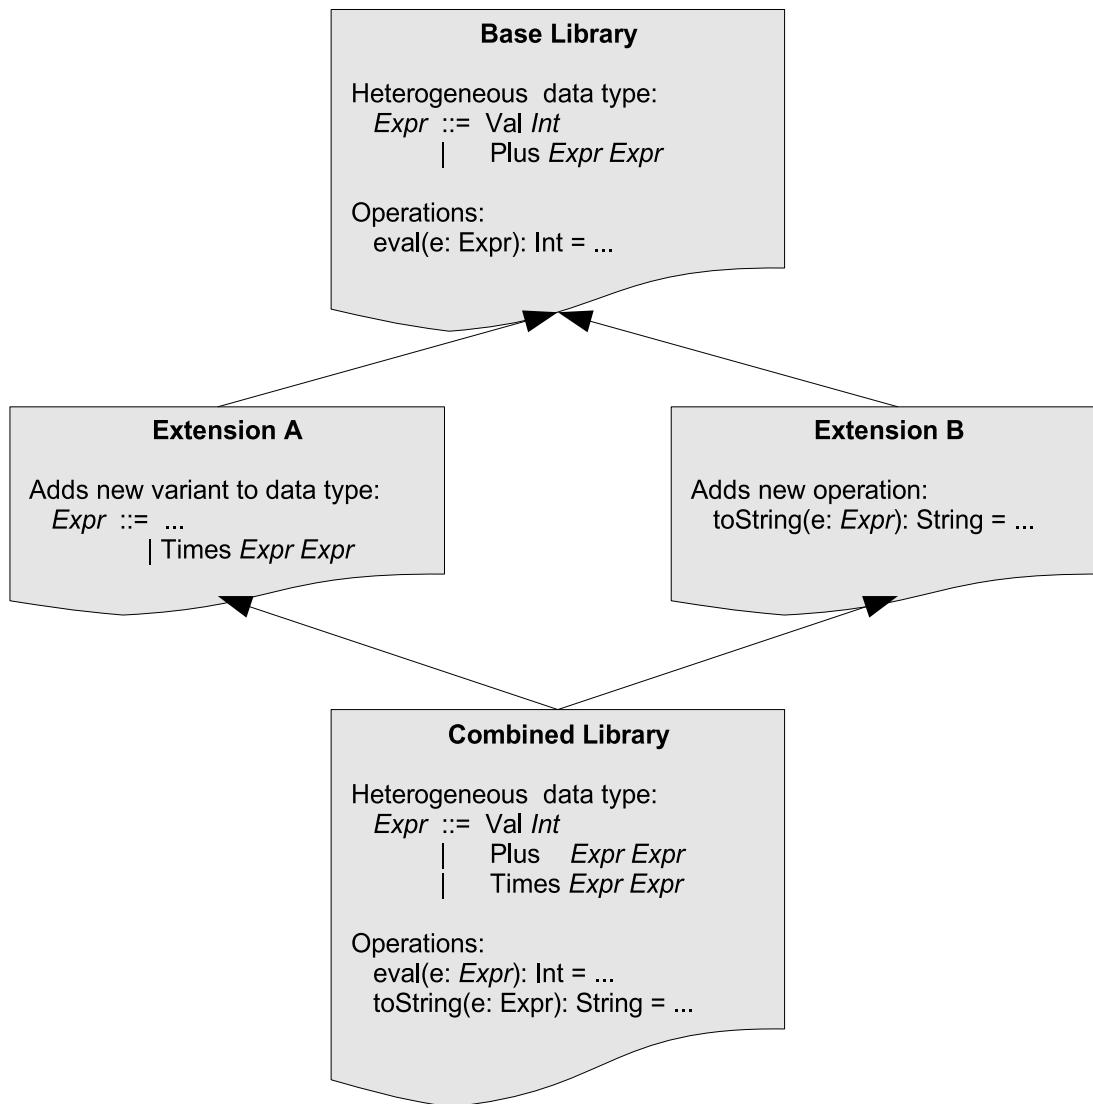 Base Library
Heterogeneous data type:
Expr ::= Val Int
| Plus Expr Expr
Operations:
eval(e: Expr): Int = ...
Extension A
Adds new variant to data type:
Expr ::= ...
| Times Expr Expr
Extension B
Adds new operation:
toString(e: Expr): String = ...
Combined Library
Heterogeneous data type:
Expr ::= Val Int
| Plus Expr Expr
| Times Expr Expr
Operations:
eval(e: Expr): Int = ...
toString(e: Expr): String = ...